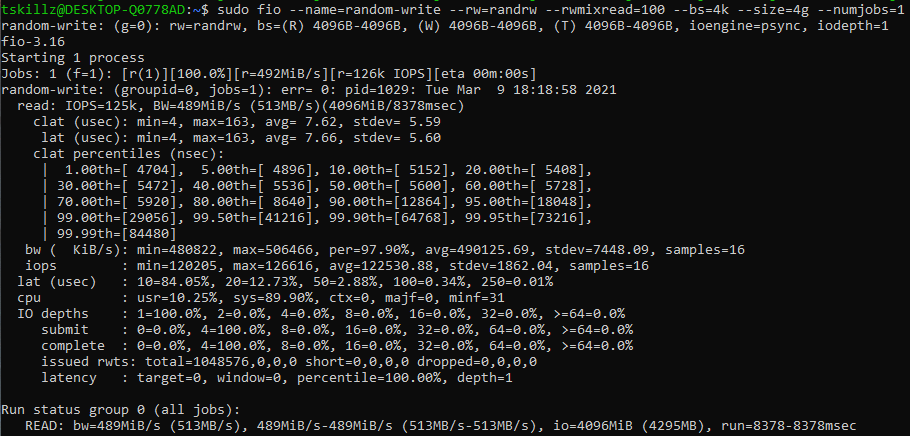 tskillz@DESKTOP-Q0778AD:~$ sudo fio --name=random-write --rw=randrw --rwmixread=100 --bs=4k --size=4g --numjobs=1
random-write: (g=0): rw=randrw, bs=(R) 4096B-4096B, (W) 4096B-4096B, (T) 4096B-4096B, ioengine=psync, iodepth=1
fio-3.16
Starting 1 process
Jobs: 1 (f=1): [r(1)][100.0%][r=492MiB/s][r=126k IOPS][eta 00m:00s]
random-write: (groupid=0, jobs=1): err= 0: pid=1029: Tue Mar  9 18:18:58 2021
  read: IOPS=125k, BW=489MiB/s (513MB/s)(4096MiB/8378msec)
    clat (usec): min=4, max=163, avg= 7.62, stdev= 5.59
     lat (usec): min=4, max=163, avg= 7.66, stdev= 5.60
    clat percentiles (nsec):
     |  1.00th=[ 4704],  5.00th=[ 4896], 10.00th=[ 5152], 20.00th=[ 5408],
     | 30.00th=[ 5472], 40.00th=[ 5536], 50.00th=[ 5600], 60.00th=[ 5728],
     | 70.00th=[ 5920], 80.00th=[ 8640], 90.00th=[12864], 95.00th=[18048],
     | 99.00th=[29056], 99.50th=[41216], 99.90th=[64768], 99.95th=[73216],
     | 99.99th=[84480]
   bw (  KiB/s): min=480822, max=506466, per=97.90%, avg=490125.69, stdev=7448.09, samples=16
   iops        : min=120205, max=126616, avg=122530.88, stdev=1862.04, samples=16
  lat (usec)   : 10=84.05%, 20=12.73%, 50=2.88%, 100=0.34%, 250=0.01%
  cpu          : usr=10.25%, sys=89.90%, ctx=0, majf=0, minf=31
  IO depths    : 1=100.0%, 2=0.0%, 4=0.0%, 8=0.0%, 16=0.0%, 32=0.0%, >=64=0.0%
     submit    : 0=0.0%, 4=100.0%, 8=0.0%, 16=0.0%, 32=0.0%, 64=0.0%, >=64=0.0%
     complete  : 0=0.0%, 4=100.0%, 8=0.0%, 16=0.0%, 32=0.0%, 64=0.0%, >=64=0.0%
     issued rwts: total=1048576,0,0,0 short=0,0,0,0 dropped=0,0,0,0
     latency   : target=0, window=0, percentile=100.00%, depth=1
Run status group 0 (all jobs):
   READ: bw=489MiB/s (513MB/s), 489MiB/s-489MiB/s (513MB/s-513MB/s), io=4096MiB (4295MB), run=8378-8378msec